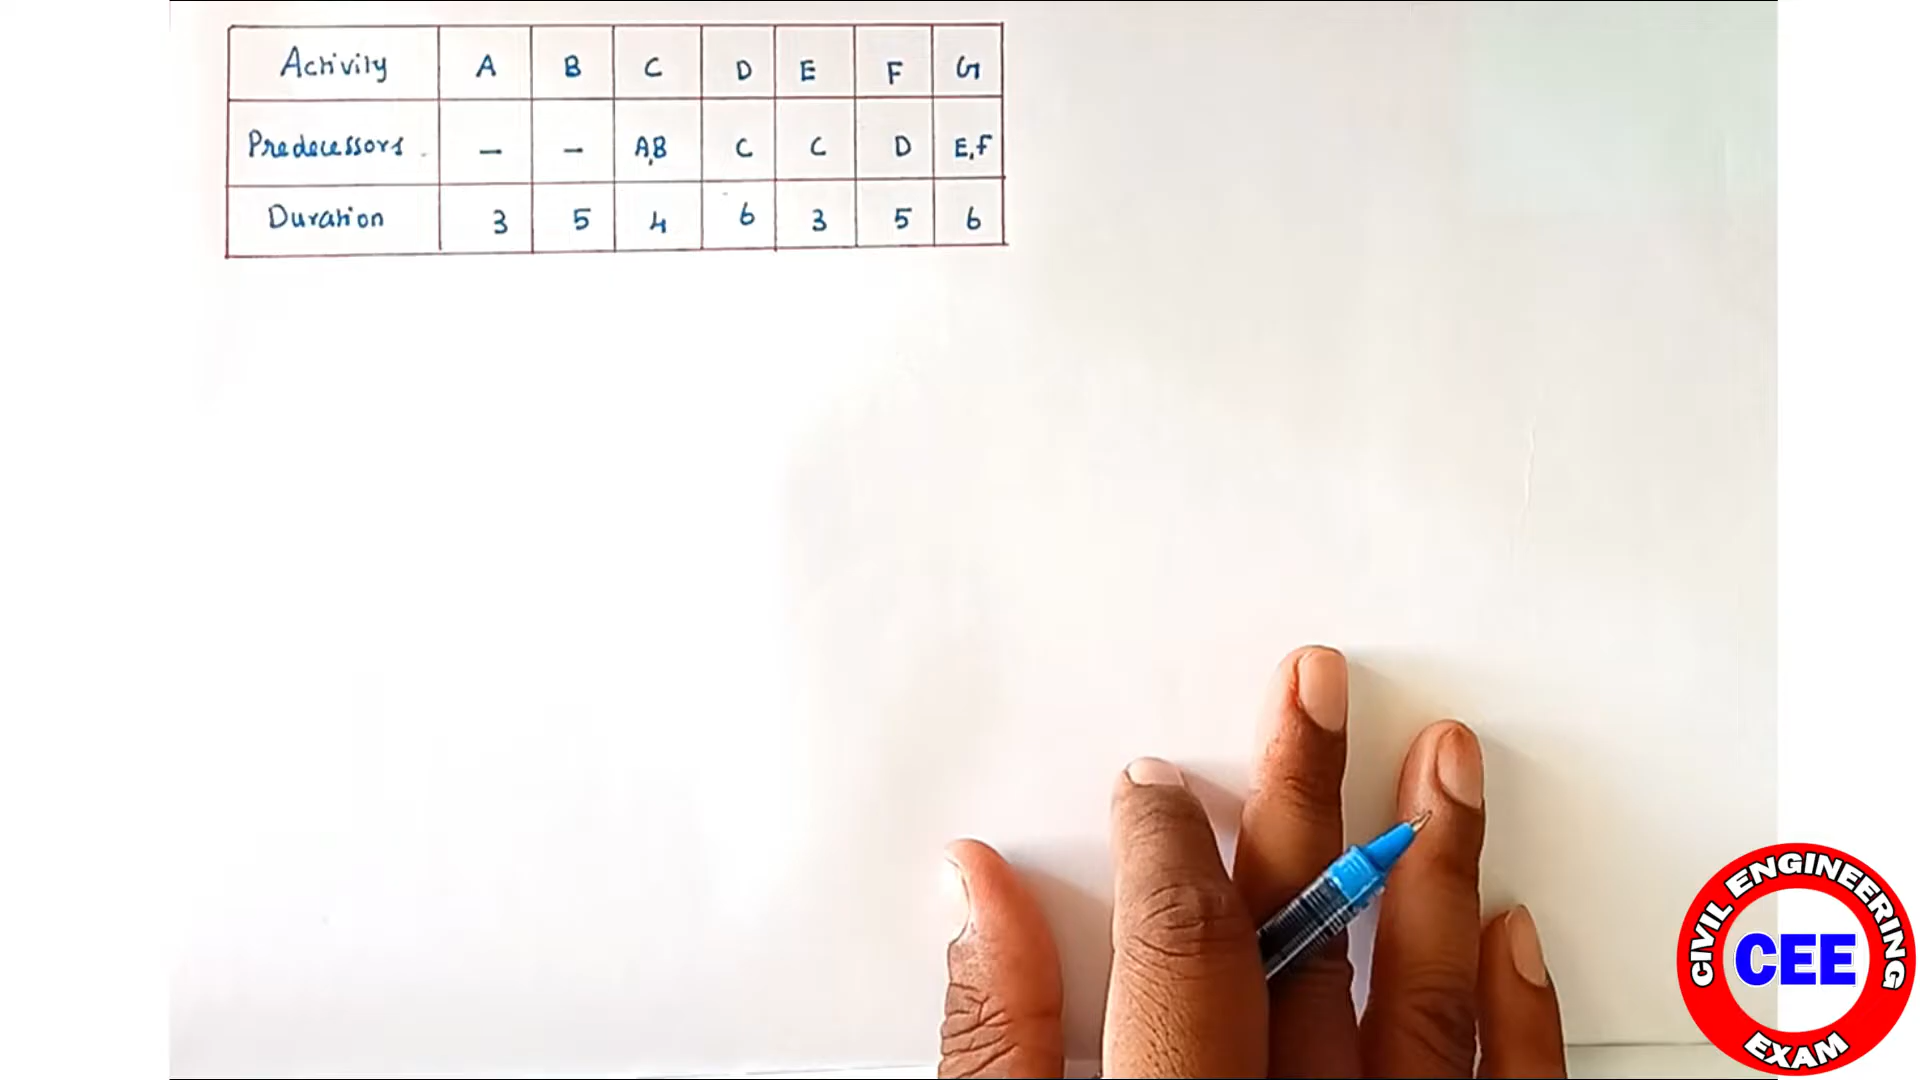 Activity A B C D E F G
Predecessors - - A,B C C D E,F
Duration 3 5 4 6 3 5 6
CIVIL ENGINEERING
CEE
EXAM